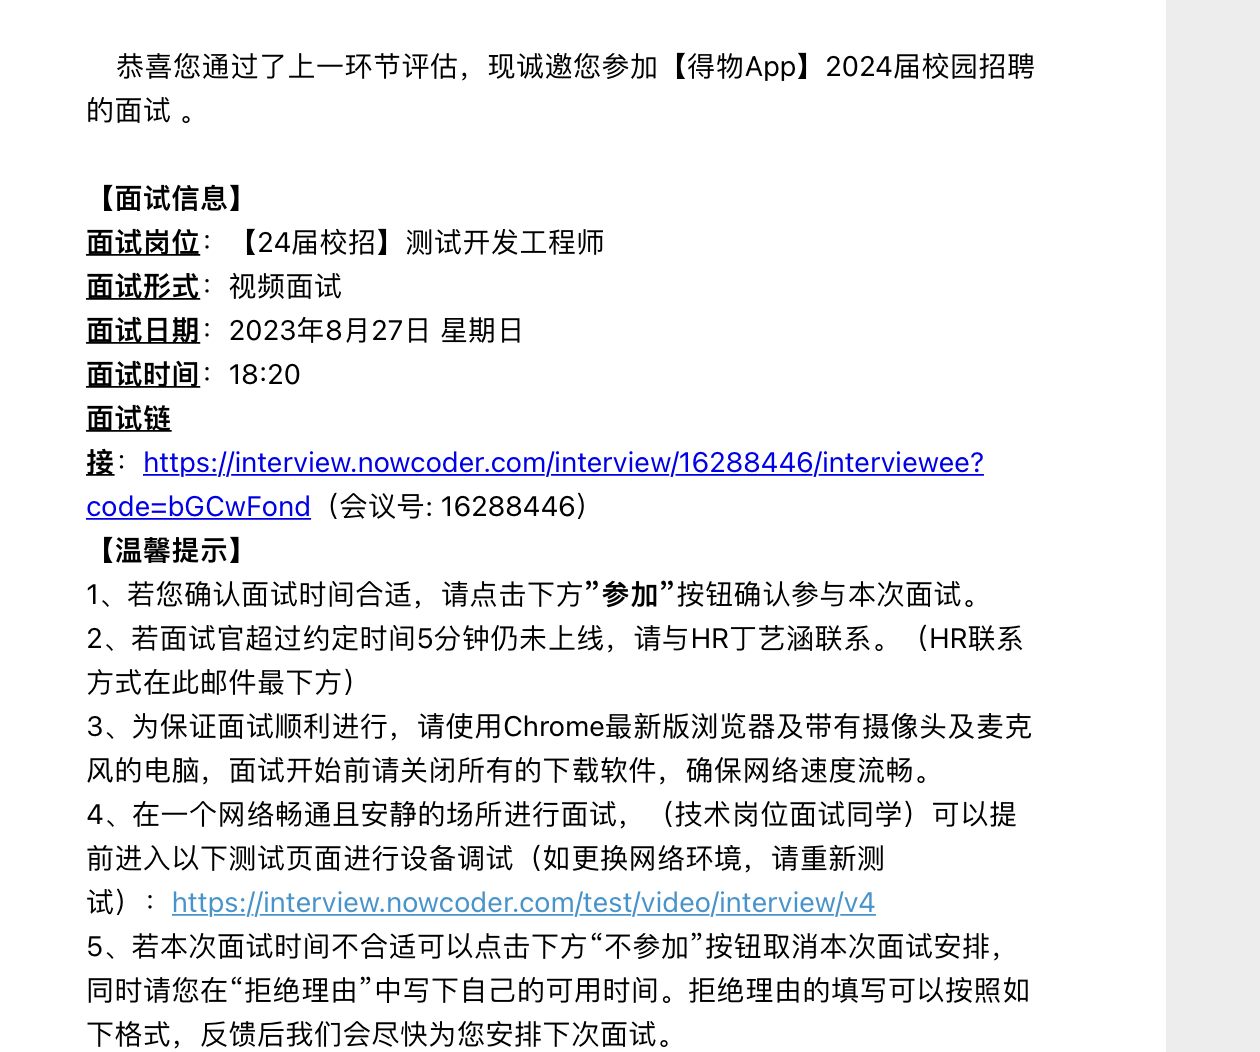 恭喜您通过了上一环节评估，现诚邀您参加【得物App】2024届校园招聘
的面试 。
【面试信息】
面试岗位：【24届校招】测试开发工程师
面试形式：视频面试
面试日期：2023年8月27日 星期日
面试时间：18:20
面试链
接：https://interview.nowcoder.com/interview/16288446/interviewee?
code=bGCwFond（会议号: 16288446）
【温馨提示】
1、若您确认面试时间合适，请点击下方”参加”按钮确认参与本次面试。
2、若面试官超过约定时间5分钟仍未上线，请与HR丁艺涵联系。（HR联系
方式在此邮件最下方）
3、为保证面试顺利进行，请使用Chrome最新版浏览器及带有摄像头及麦克
风的电脑，面试开始前请关闭所有的下载软件，确保网络速度流畅。
4、在一个网络畅通且安静的场所进行面试，（技术岗位面试同学）可以提
前进入以下测试页面进行设备调试（如更换网络环境，请重新测
试）：https://interview.nowcoder.com/test/video/interview/v4
5、若本次面试时间不合适可以点击下方“不参加”按钮取消本次面试安排，
同时请您在“拒绝理由”中写下自己的可用时间。拒绝理由的填写可以按照如
下格式，反馈后我们会尽快为您安排下次面试。